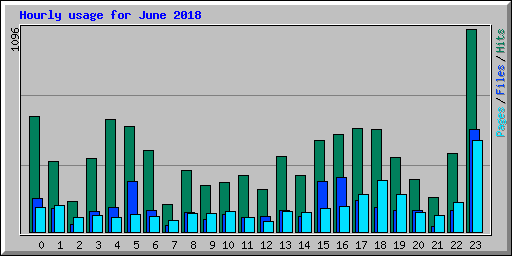 Hourly usage for June 2018
1096
Pages/Files/Hits
0 1 2 3 4 5 6 7 8 9 10 11 12 13 14 15 16 17 18 19 20 21 22 23